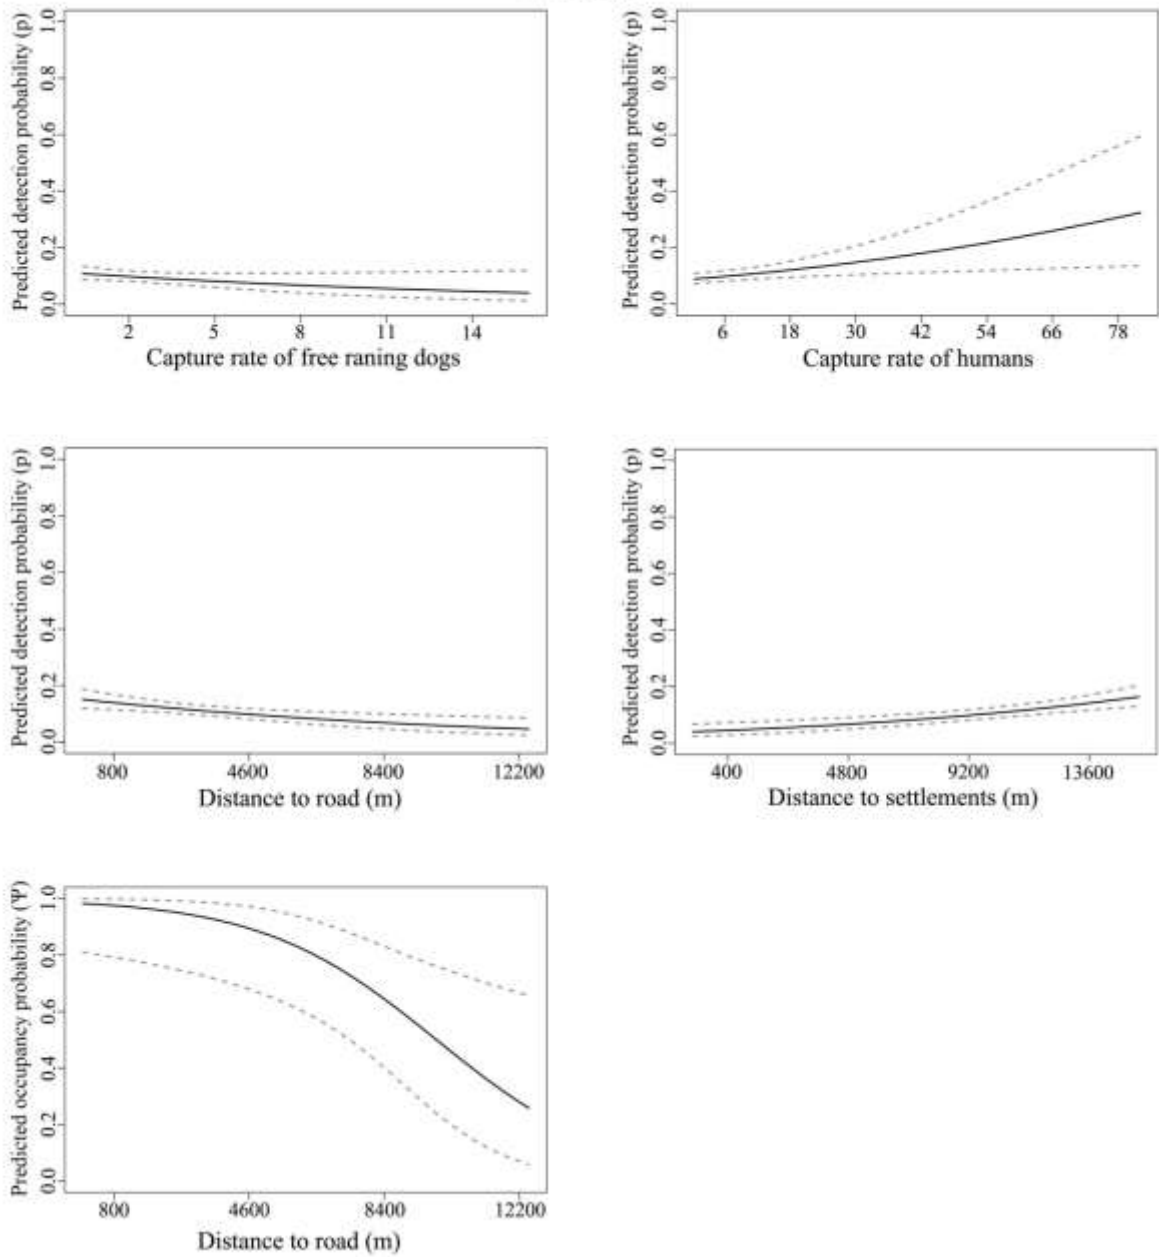 Predicted detection probability (p)
0.0 0.2 0.4 0.6 0.8 1.0
2 5 8 11 14
Capture rate of free raning dogs
Predicted detection probability (p)
0.0 0.2 0.4 0.6 0.8 1.0
6 18 30 42 54 66 78
Capture rate of humans
Predicted detection probability (p)
0.0 0.2 0.4 0.6 0.8 1.0
800 4600 8400 12200
Distance to road (m)
Predicted detection probability (p)
0.0 0.2 0.4 0.6 0.8 1.0
400 4800 9200 13600
Distance to settlements (m)
Predicted occupancy probability (Ψ)
0.0 0.2 0.4 0.6 0.8 1.0
800 4600 8400 12200
Distance to road (m)